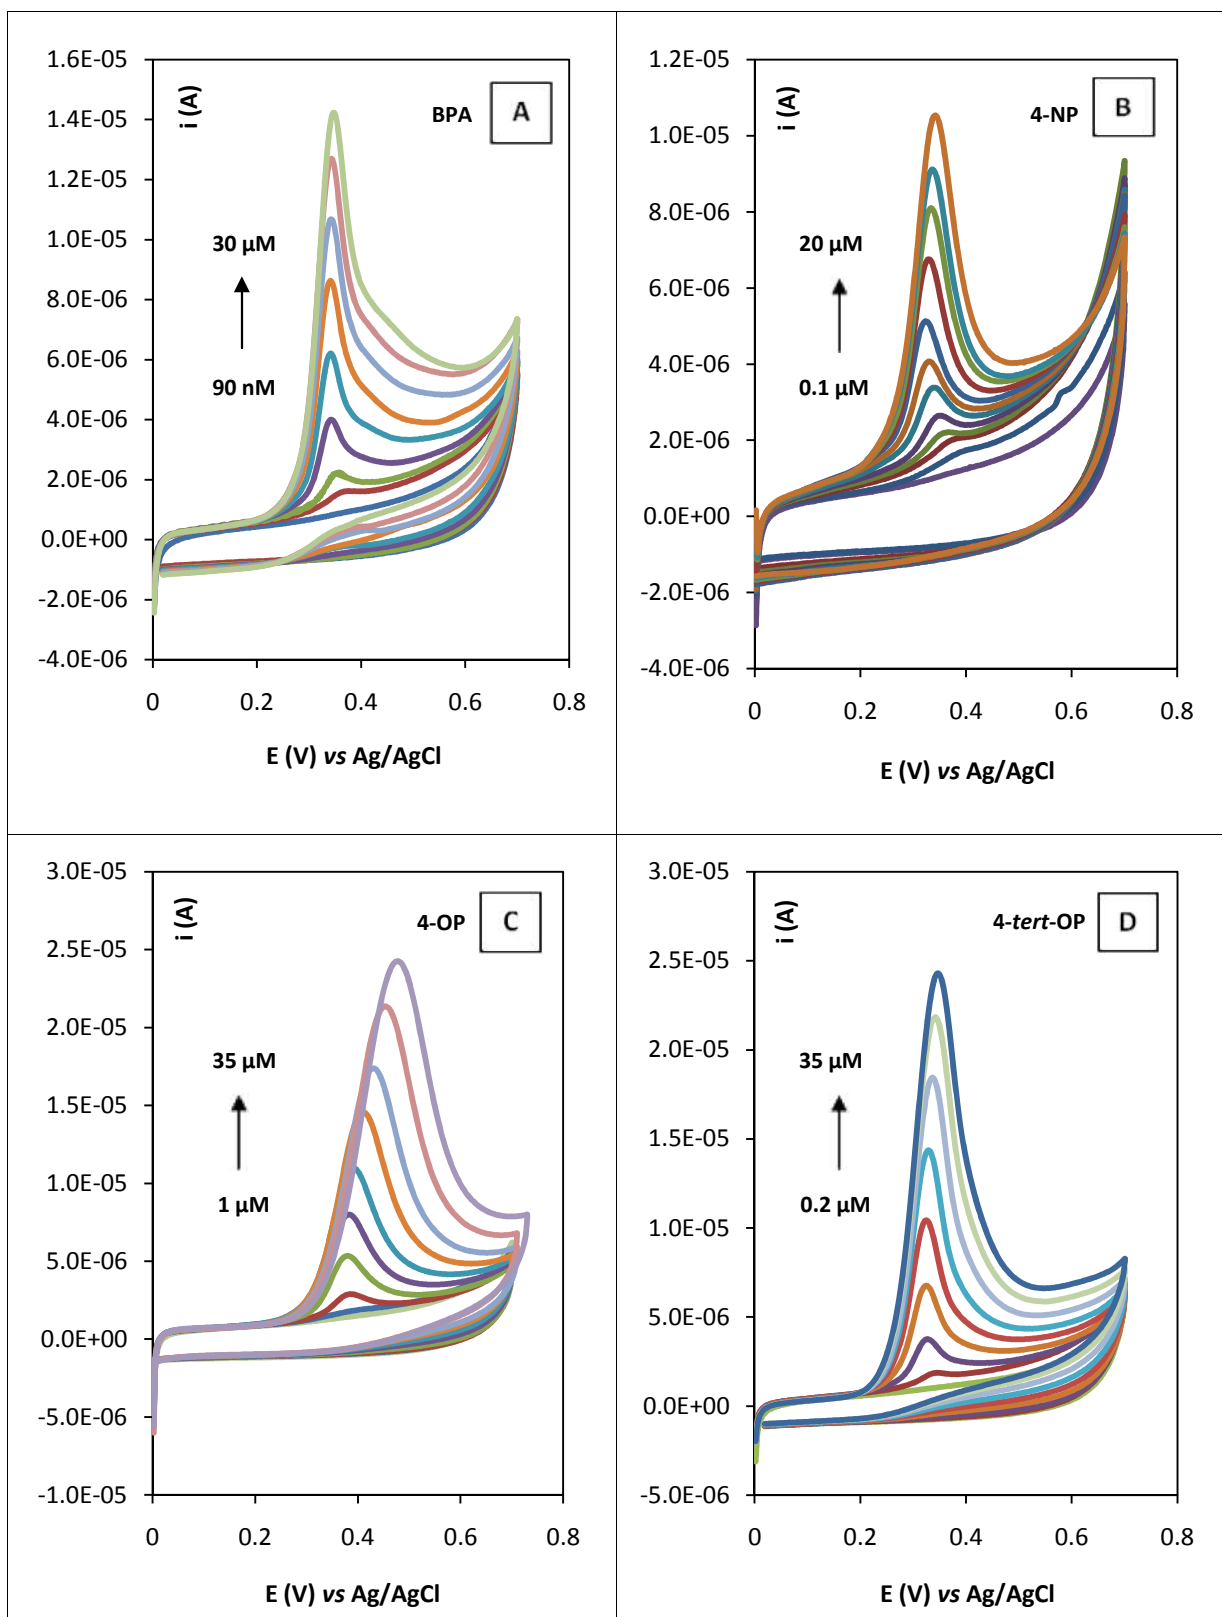 1.6E-05
1.4E-05
1.2E-05
1.0E-05
8.0E-06
6.0E-06
4.0E-06
2.0E-06
0.0E+00
-2.0E-06
-4.0E-06
i (A)
BPA
A
30 µM
90 nM
0 0.2 0.4 0.6 0.8
E (V) vs Ag/AgCl
1.2E-05
1.0E-05
8.0E-06
6.0E-06
4.0E-06
2.0E-06
0.0E+00
-2.0E-06
-4.0E-06
i (A)
4-NP
B
20 µM
0.1 µM
0 0.2 0.4 0.6 0.8
E (V) vs Ag/AgCl
3.0E-05
2.5E-05
2.0E-05
1.5E-05
1.0E-05
5.0E-06
0.0E+00
-5.0E-06
-1.0E-05
i (A)
4-OP
C
35 µM
1 µM
0 0.2 0.4 0.6 0.8
E (V) vs Ag/AgCl
3.0E-05
2.5E-05
2.0E-05
1.5E-05
1.0E-05
5.0E-06
0.0E+00
-5.0E-06
i (A)
4-tert-OP
D
35 µM
0.2 µM
0 0.2 0.4 0.6 0.8
E (V) vs Ag/AgCl